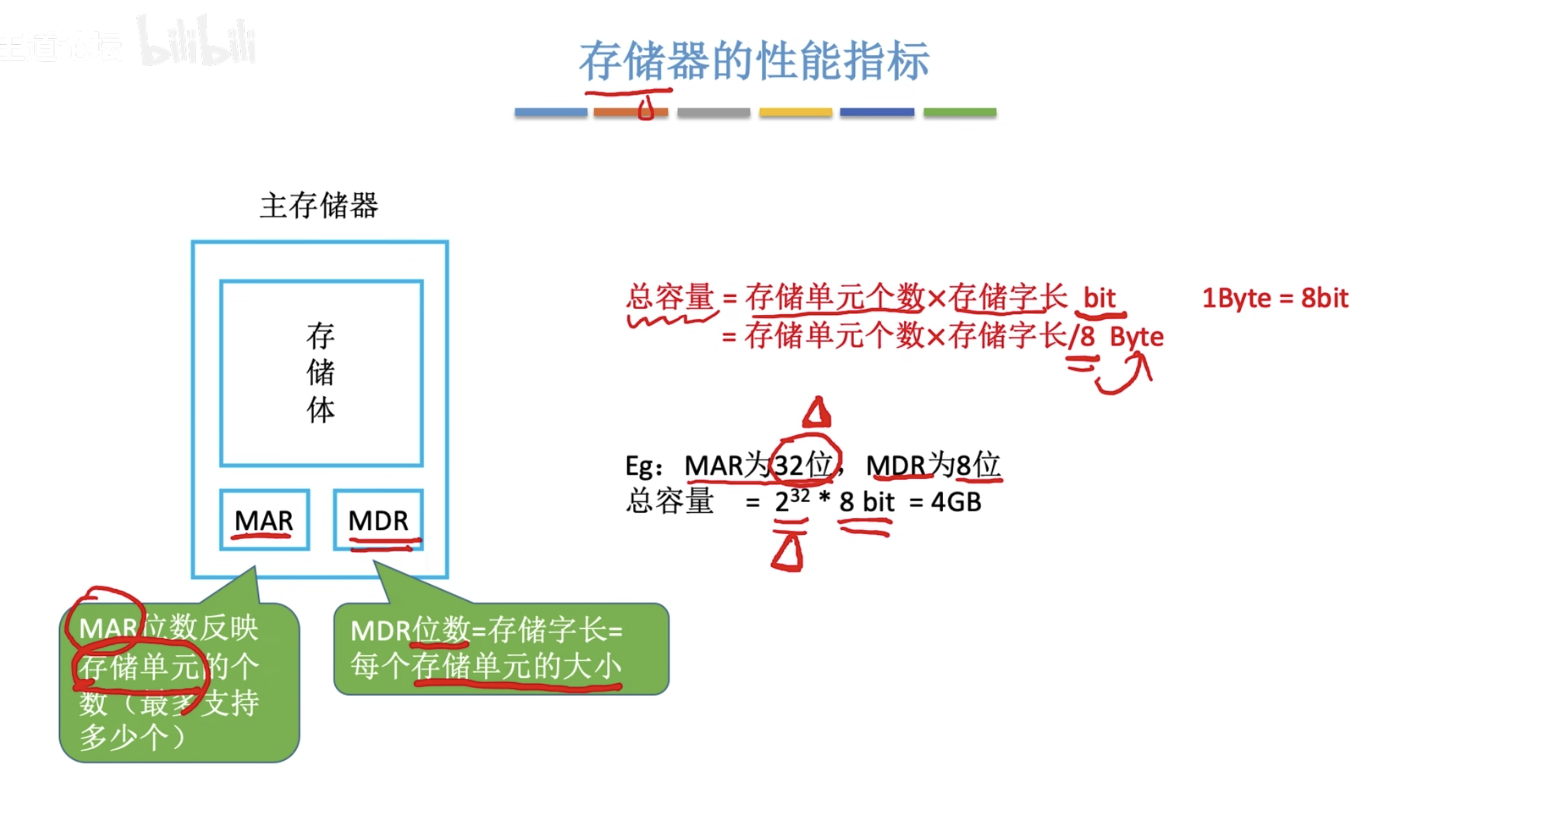 王道论坛 bilibili
存储器的性能指标
主存储器
存
储
体
MAR
MDR
MAR位数反映
存储单元的个
数（最多支持
多少个）
MDR位数=存储字长=
每个存储单元的大小
总容量 = 存储单元个数×存储字长 bit 1Byte = 8bit
= 存储单元个数×存储字长/8 Byte
Eg：MAR为32位，MDR为8位
总容量 = 2³² * 8 bit = 4GB